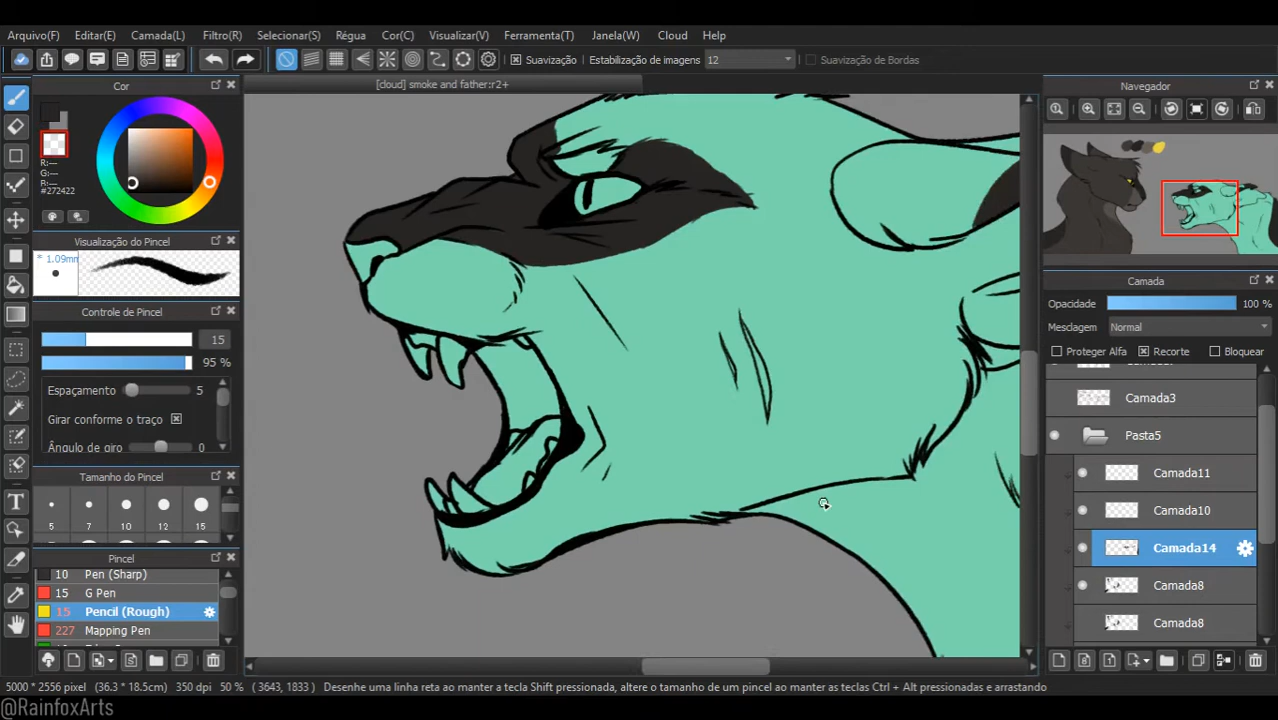 Arquivo(F) Editar(E) Camada(L) Filtro(R) Selecionar(S) Régua Cor(C) Visualizar(V) Ferramenta(T) Janela(W) Cloud Help
Suavização Estabilização de imagens 12 Suavização de Bordas
[cloud] smoke and father:r2+
Cor
R:---
G:---
B:---
#272422
Visualização do Pincel
* 1.09mm
Controle de Pincel
15
95 %
Espaçamento 5
Girar conforme o traço
Ângulo de giro 0
Tamanho do Pincel
5 7 10 12 15
Pincel
10 Pen (Sharp)
15 G Pen
15 Pencil (Rough)
227 Mapping Pen
Navegador
Camada
Opacidade 100 %
Mesclagem Normal
Proteger Alfa Recorte Bloquear
Camada3
Pasta5
Camada11
Camada10
Camada14
Camada8
Camada8
5000 * 2556 pixel (36.3 * 18.5cm) 350 dpi 50 % ( 3643, 1833 ) Desenhe uma linha reta ao manter a tecla Shift pressionada, altere o tamanho de um pincel ao manter as teclas Ctrl + Alt pressionadas e arrastando
@RainfoxArts